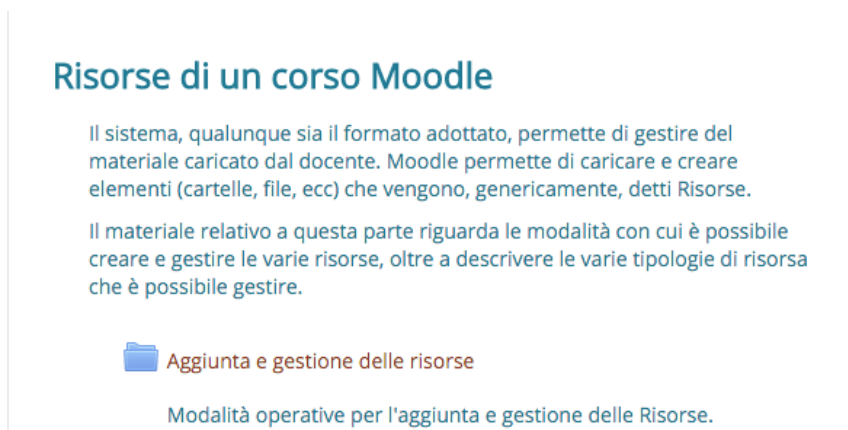 Risorse di un corso Moodle
Il sistema, qualunque sia il formato adottato, permette di gestire del
materiale caricato dal docente. Moodle permette di caricare e creare
elementi (cartelle, file, ecc) che vengono, genericamente, detti Risorse.
Il materiale relativo a questa parte riguarda le modalità con cui è possibile
creare e gestire le varie risorse, oltre a descrivere le varie tipologie di risorsa
che è possibile gestire.
Aggiunta e gestione delle risorse
Modalità operative per l'aggiunta e gestione delle Risorse.